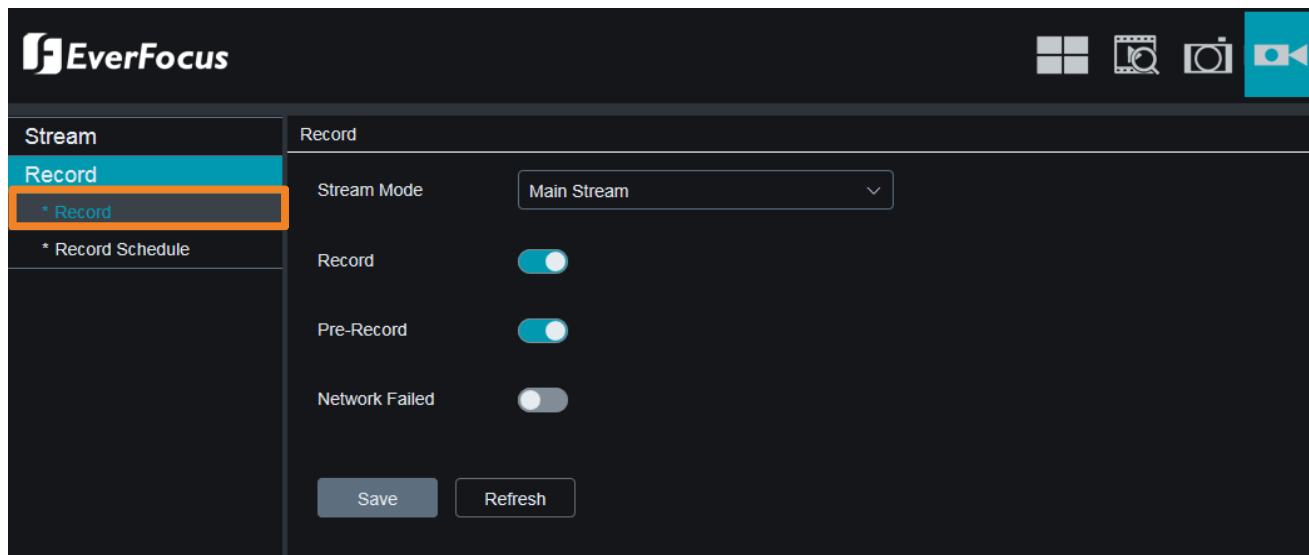 EverFocus
Stream
Record
* Record
* Record Schedule
Record
Stream Mode Main Stream
Record
Pre-Record
Network Failed
Save Refresh